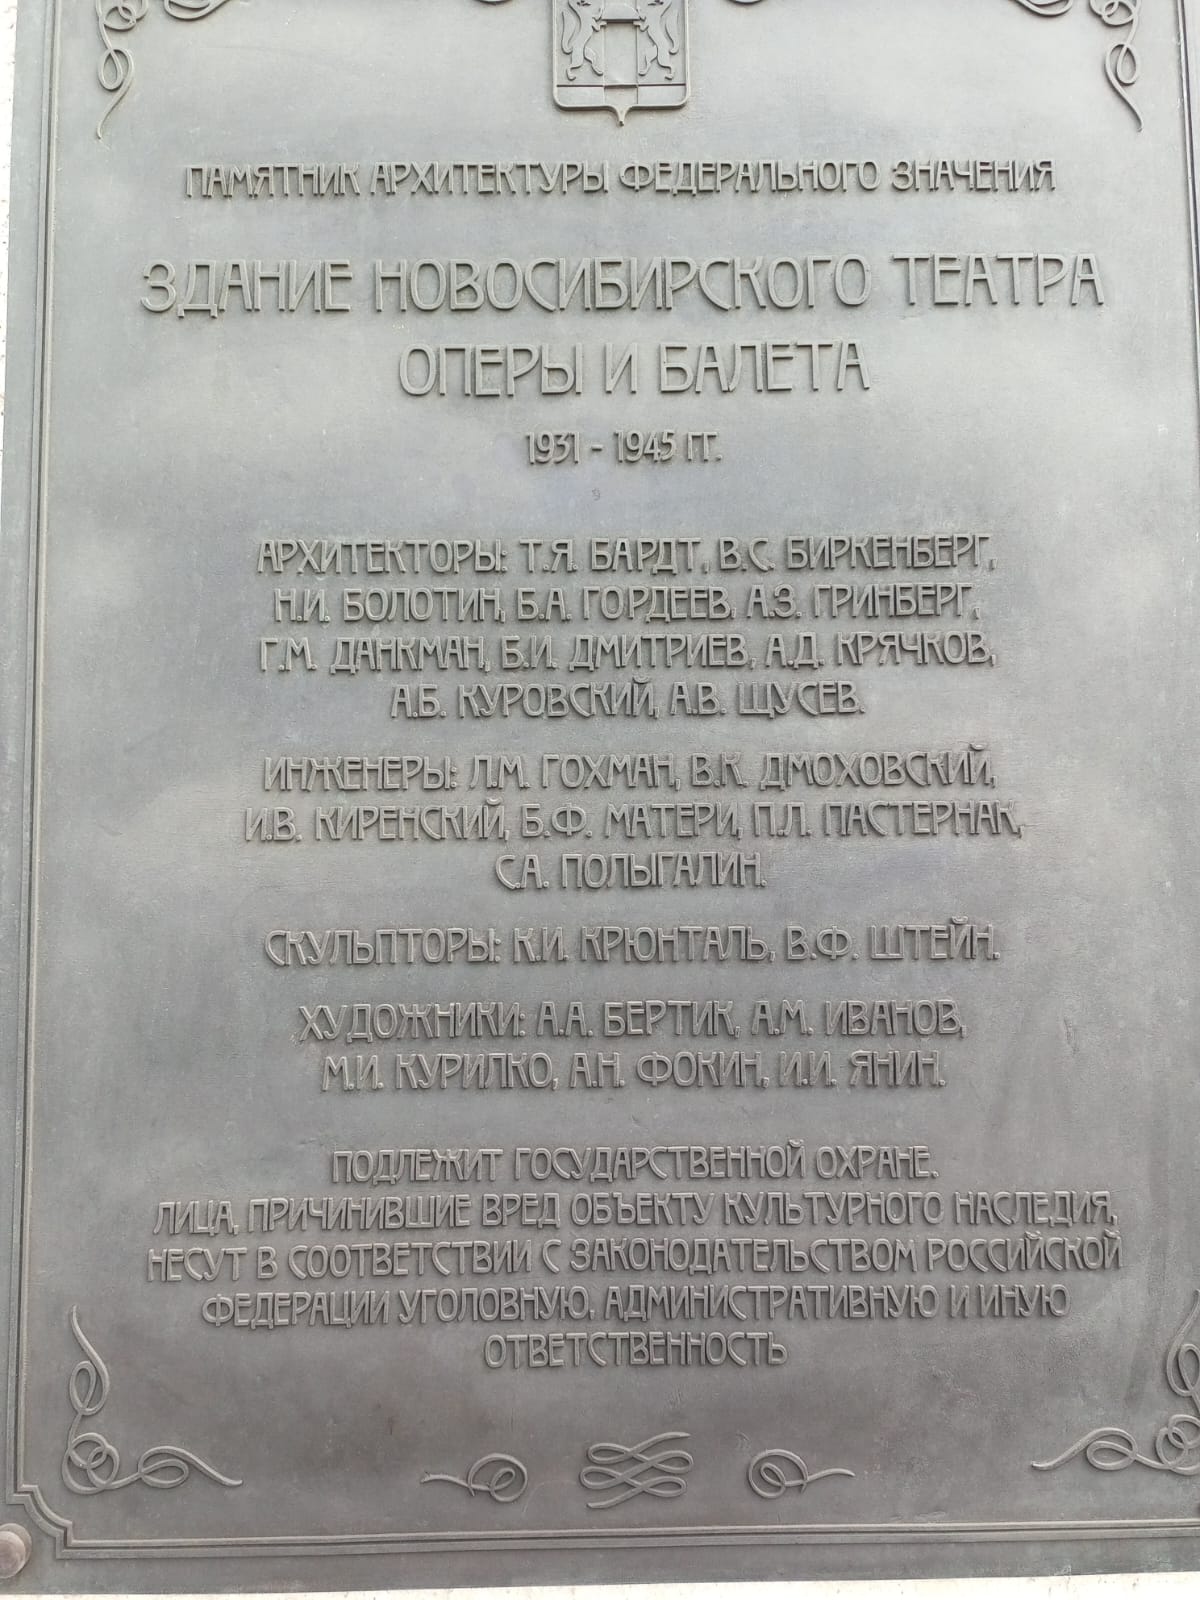 ПАМЯТНИК АРХИТЕКТУРЫ ФЕДЕРАЛЬНОГО ЗНАЧЕНИЯ
ЗДАНИЕ НОВОСИБИРСКОГО ТЕАТРА
ОПЕРЫ И БАЛЕТА
1931 - 1945 ГГ.
АРХИТЕКТОРЫ: Т.Я. БАРДТ, В.С. БИРКЕНБЕРГ,
Н.И. БОЛОТИН, Б.А. ГОРДЕЕВ, А.З. ГРИНБЕРГ,
Г.М. ДАНКМАН, Б.И. ДМИТРИЕВ, А.Д. КРЯЧКОВ,
А.Б. КУРОВСКИЙ, А.В. ЩУСЕВ.
ИНЖЕНЕРЫ: Л.М. ГОХМАН, В.К. ДМОХОВСКИЙ,
И.В. КИРЕНСКИЙ, Б.Ф. МАТЕРИ, П.Л. ПАСТЕРНАК,
С.А. ПОЛЫГАЛИН.
СКУЛЬПТОРЫ: К.И. КРЮНТАЛЬ, В.Ф. ШТЕЙН.
ХУДОЖНИКИ: А.А. БЕРТИК, А.М. ИВАНОВ,
М.И. КУРИЛКО, А.Н. ФОКИН, И.И. ЯНИН.
ПОДЛЕЖИТ ГОСУДАРСТВЕННОЙ ОХРАНЕ.
ЛИЦА, ПРИЧИНИВШИЕ ВРЕД ОБЪЕКТУ КУЛЬТУРНОГО НАСЛЕДИЯ,
НЕСУТ В СООТВЕТСТВИИ С ЗАКОНОДАТЕЛЬСТВОМ РОССИЙСКОЙ
ФЕДЕРАЦИИ УГОЛОВНУЮ, АДМИНИСТРАТИВНУЮ И ИНУЮ
ОТВЕТСТВЕННОСТЬ